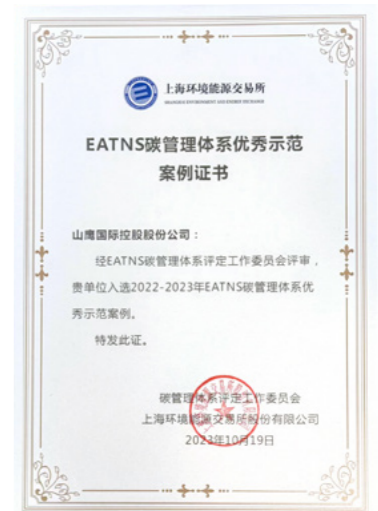 上海环境能源交易所
SHANGHAI ENVIRONMENT AND ENERGY EXCHANGE
EATNS碳管理体系优秀示范
案例证书
山鹰国际控股股份公司：
经EATNS碳管理体系评定工作委员会评审，
贵单位入选2022-2023年EATNS碳管理体系优
秀示范案例。
特发此证。
碳管理体系评定工作委员会
上海环境能源交易所股份有限公司
2023年10月19日